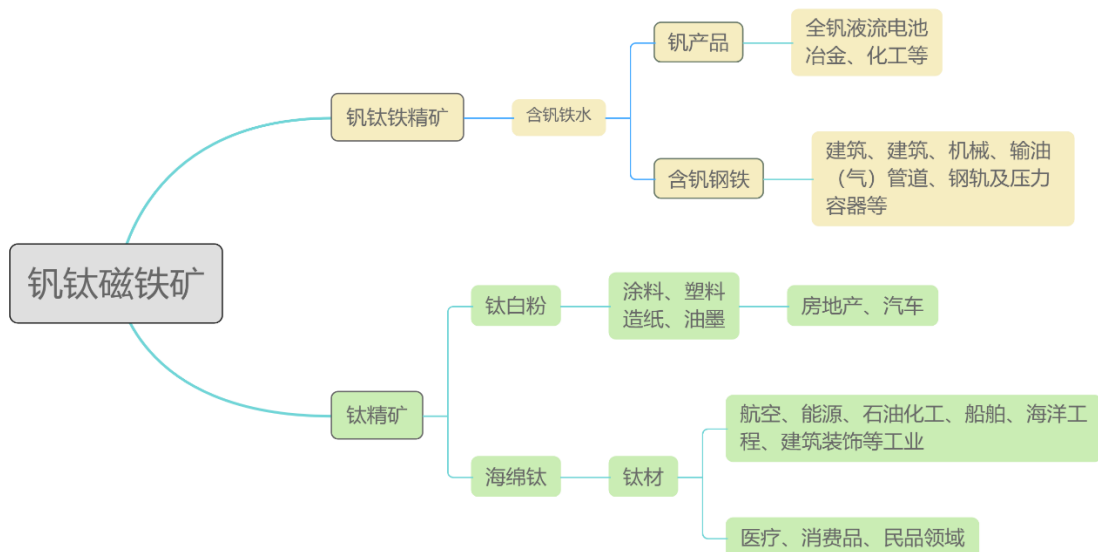 钒钛磁铁矿
钒钛铁精矿
含钒铁水
钒产品
全钒液流电池
冶金、化工等
含钒钢铁
建筑、建筑、机械、输油
（气）管道、钢轨及压力
容器等
钛精矿
钛白粉
涂料、塑料
造纸、油墨
房地产、汽车
海绵钛
钛材
航空、能源、石油化工、船舶、海洋工
程、建筑装饰等工业
医疗、消费品、民品领域